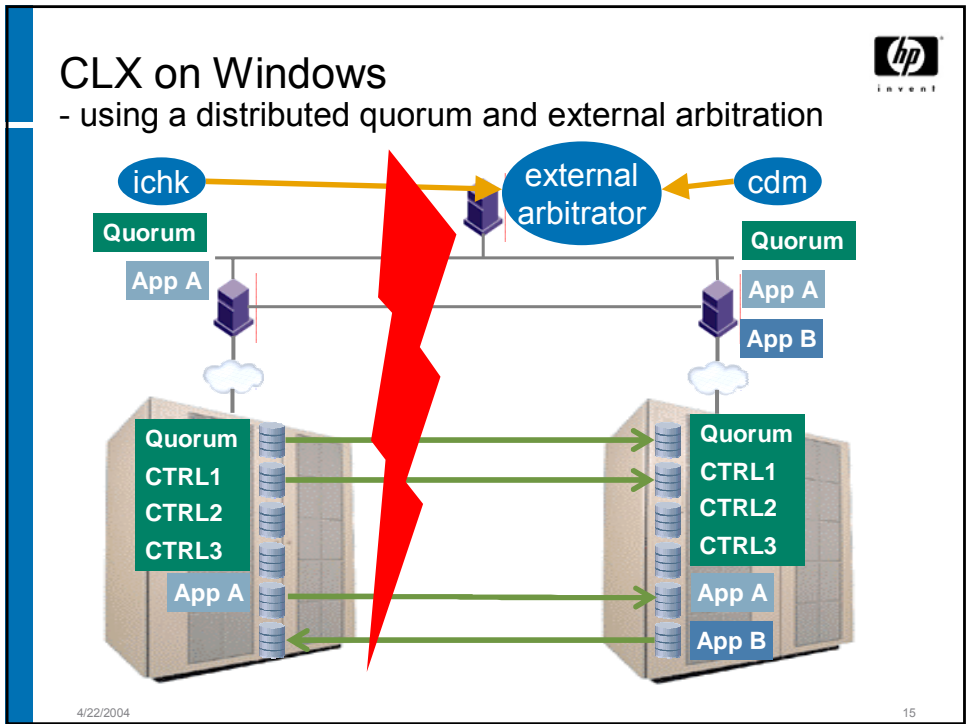 CLX on Windows
- using a distributed quorum and external arbitration
hp
invent
ichk
external
arbitrator
cdm
Quorum
Quorum
App A
App A
App B
Quorum
CTRL1
CTRL2
CTRL3
App A
Quorum
CTRL1
CTRL2
CTRL3
App A
App B
4/22/2004
15